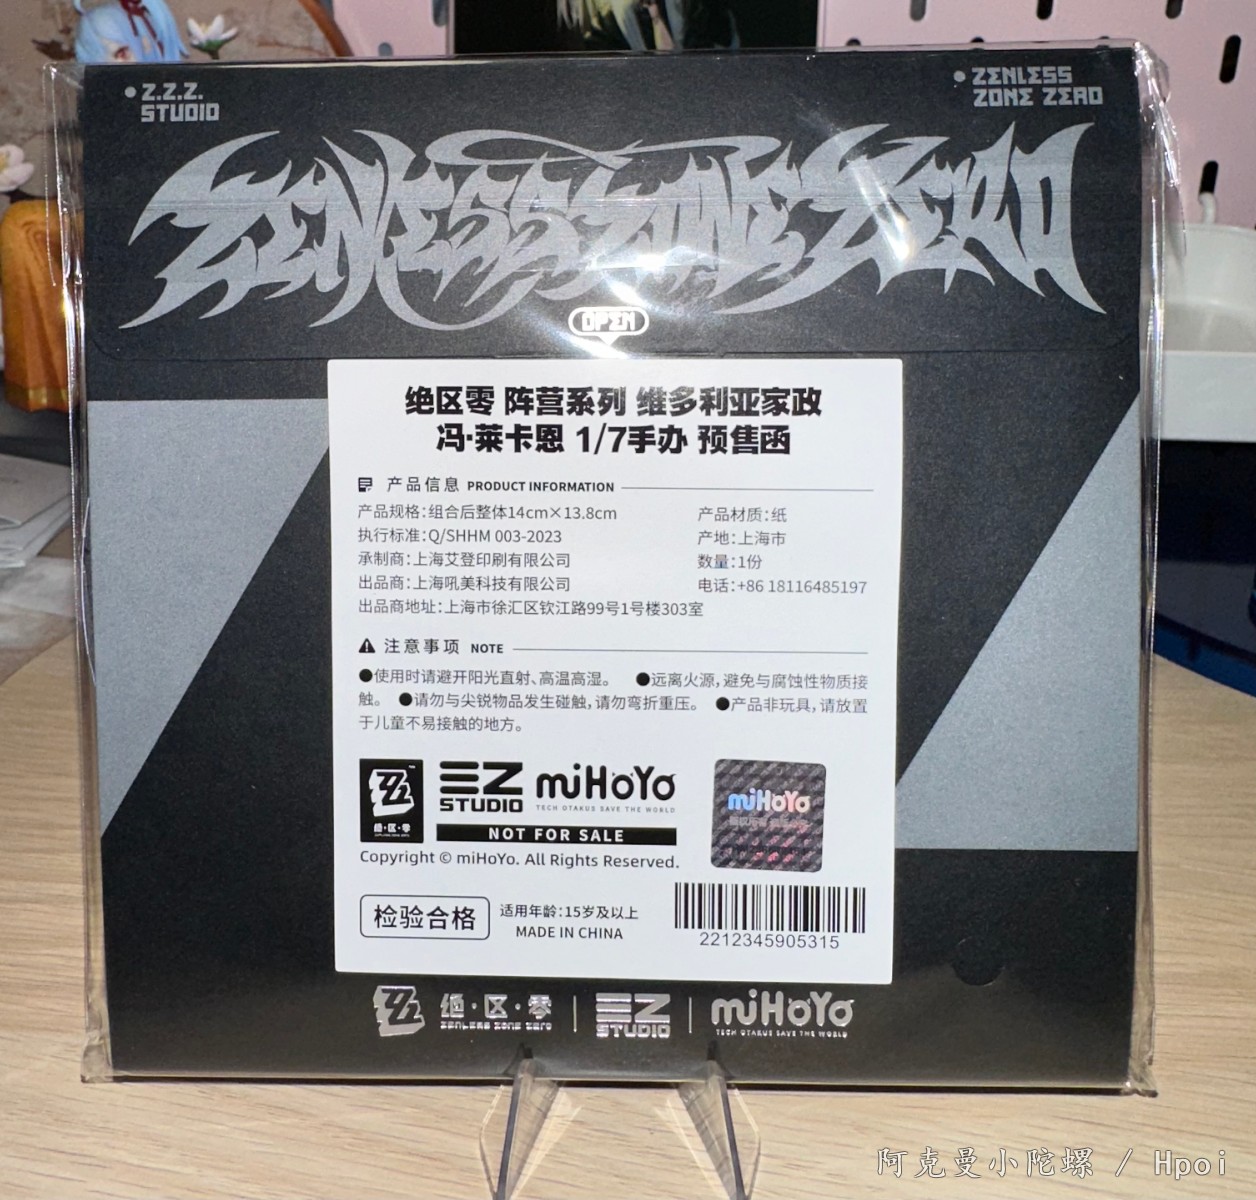 Z.Z.Z.
STUDIO
ZENLESS
ZONE ZERO
ZENLESS ZONE ZERO
OPEN
绝区零 阵营系列 维多利亚家政
冯·莱卡恩 1/7手办 预售函
产品信息 PRODUCT INFORMATION
产品规格:组合后整体14cm×13.8cm
产品材质:纸
执行标准:Q/SHHM 003-2023
产地:上海市
承制商:上海艾登印刷有限公司
数量:1份
出品商:上海吼美科技有限公司
电话:+86 18116485197
出品商地址:上海市徐汇区钦江路99号1号楼303室
注意事项 NOTE
●使用时请避开阳光直射、高温高湿。 ●远离火源,避免与腐蚀性物质接
触。 ●请勿与尖锐物品发生碰触,请勿弯折重压。 ●产品非玩具,请放置
于儿童不易接触的地方。
绝·区·零
EZ
STUDIO
miHoYo
TECH OTAKUS SAVE THE WORLD
NOT FOR SALE
Copyright © miHoYo. All Rights Reserved.
miHoYo
检验合格
适用年龄:15岁及以上
MADE IN CHINA
2212345905315
绝·区·零
ZENLESS ZONE ZERO
EZ
STUDIO
miHoYo
TECH OTAKUS SAVE THE WORLD
阿克曼小陀螺 / Hpoi